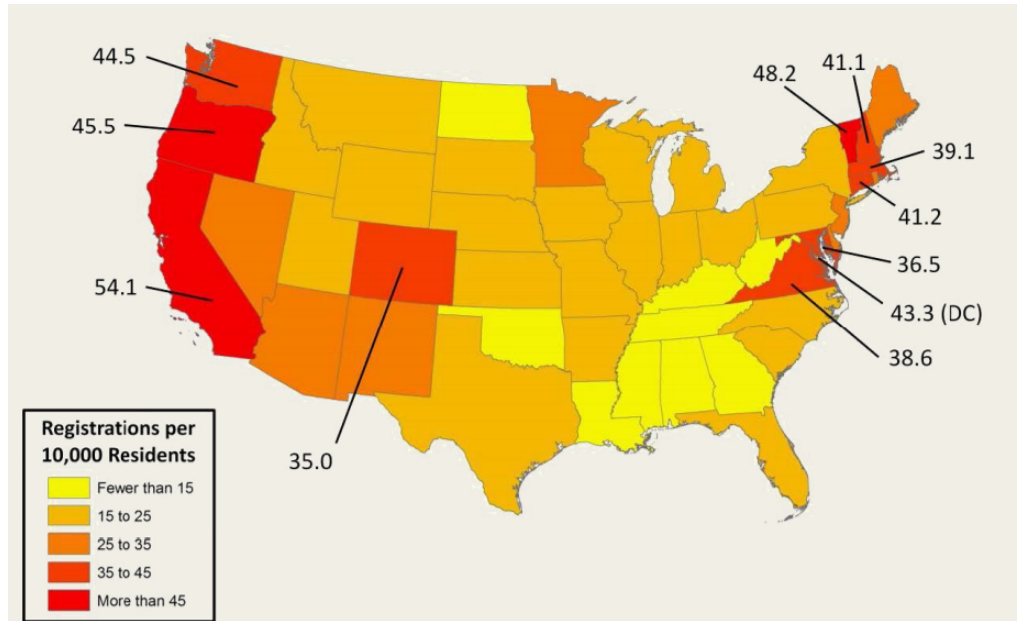 44.5
45.5
54.1
35.0
48.2
41.1
39.1
41.2
36.5
43.3 (DC)
38.6
Registrations per
10,000 Residents
Fewer than 15
15 to 25
25 to 35
35 to 45
More than 45